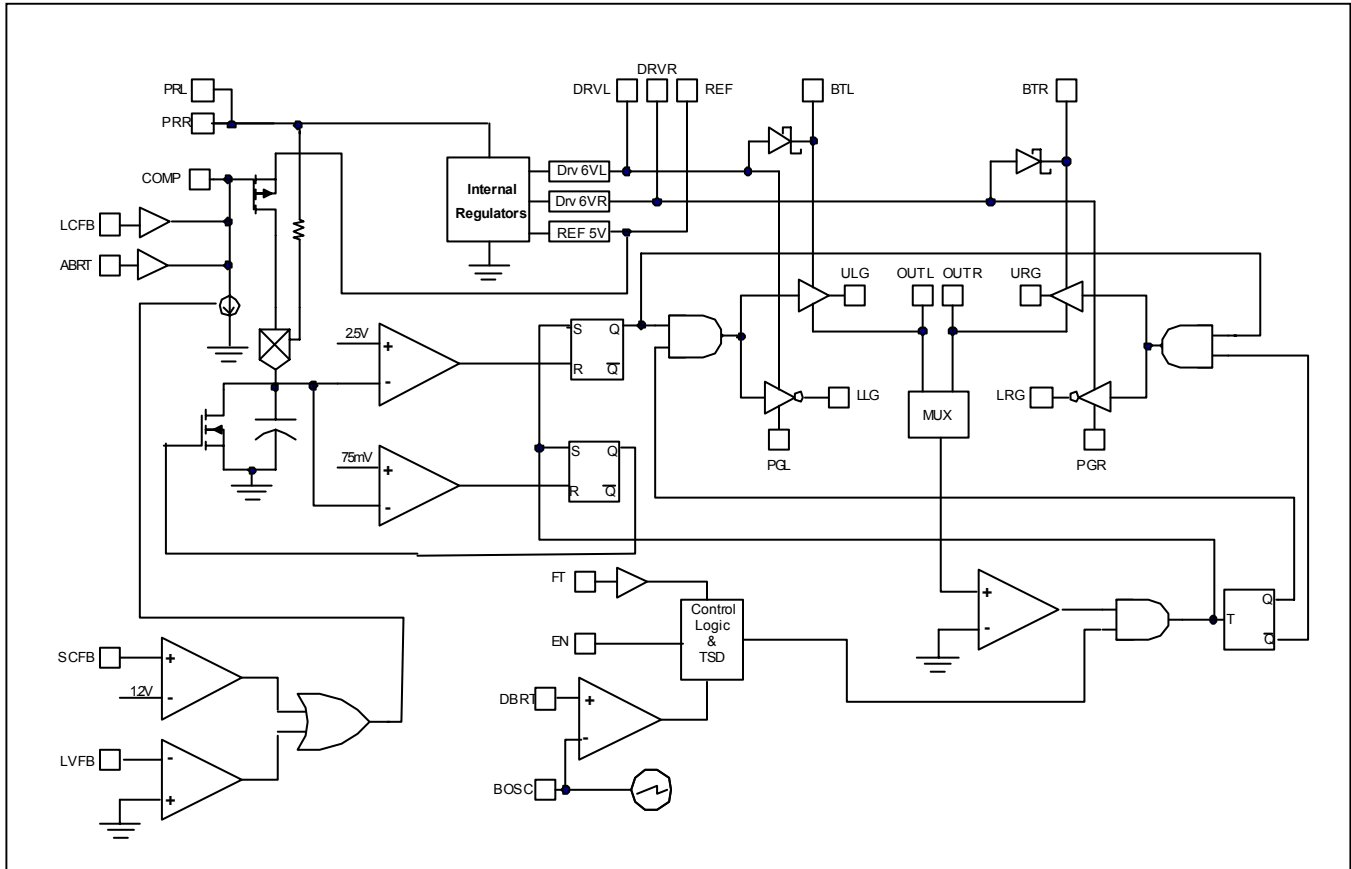 DRVR
PRL
DRVL
REF
BTL
BTR
PRR
COMP
Internal
Regulators
Drv 6VL
Drv 6VR
REF 5V
LCFB
ABRT
ULG
OUTL
OUTR
URG
2.5V
+
-
S
Q
R
Q
LLG
LRG
MUX
PGL
PGR
75mV
+
-
S
Q
R
Q
FT
Control
Logic
&
TSD
EN
+
-
T
Q
Q
SCFB
+
1.2V
-
DBRT
+
-
LVFB
-
+
BOSC